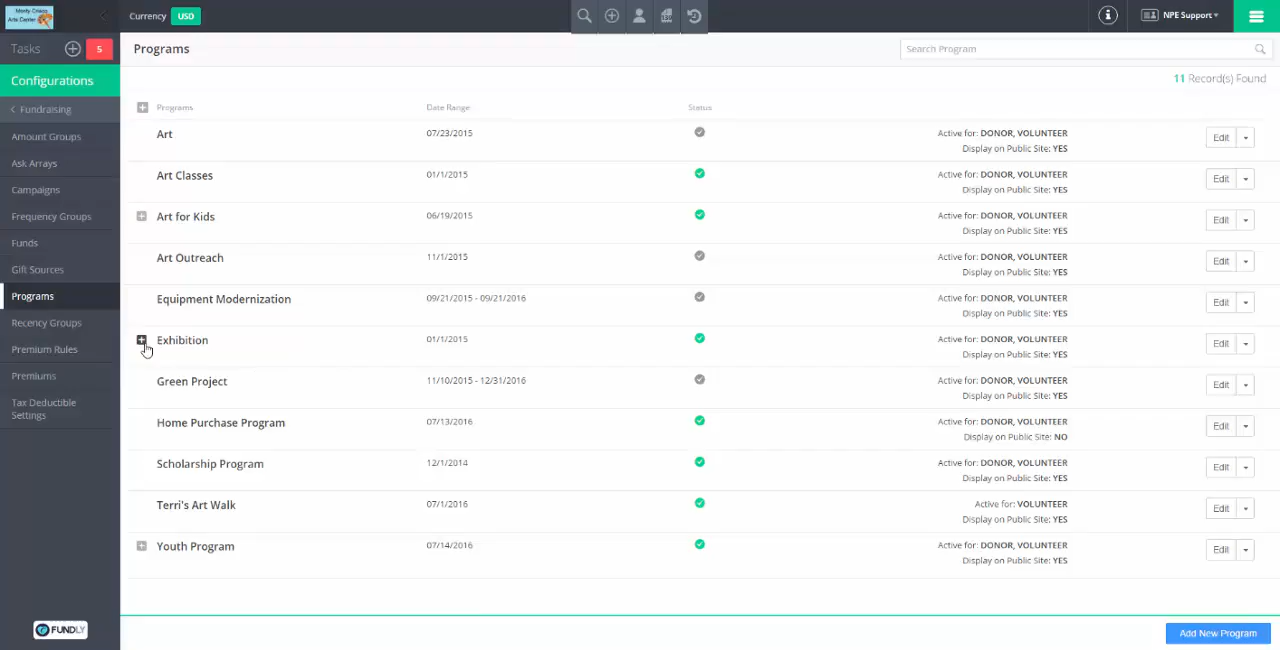 Monty Criado
Arts Center
Currency USD
NPE Support
Tasks 5
Programs
Search Program
Configurations
11 Record(s) Found
< Fundraising
Amount Groups
Ask Arrays
Campaigns
Frequency Groups
Funds
Gift Sources
Programs
Recency Groups
Premium Rules
Premiums
Tax Deductible
Settings
FUNDLY
Programs Date Range Status
Art 07/23/2015 Active for: DONOR, VOLUNTEER Edit
Display on Public Site: YES
Art Classes 01/1/2015 Active for: DONOR, VOLUNTEER Edit
Display on Public Site: YES
Art for Kids 06/19/2015 Active for: DONOR, VOLUNTEER Edit
Display on Public Site: YES
Art Outreach 11/1/2015 Active for: DONOR, VOLUNTEER Edit
Display on Public Site: YES
Equipment Modernization 09/21/2015 - 09/21/2016 Active for: DONOR, VOLUNTEER Edit
Display on Public Site: YES
Exhibition 01/1/2015 Active for: DONOR, VOLUNTEER Edit
Display on Public Site: YES
Green Project 11/10/2015 - 12/31/2016 Active for: DONOR, VOLUNTEER Edit
Display on Public Site: YES
Home Purchase Program 07/13/2016 Active for: DONOR, VOLUNTEER Edit
Display on Public Site: NO
Scholarship Program 12/1/2014 Active for: DONOR, VOLUNTEER Edit
Display on Public Site: YES
Terri's Art Walk 07/1/2016 Active for: VOLUNTEER Edit
Display on Public Site: YES
Youth Program 07/14/2016 Active for: DONOR, VOLUNTEER Edit
Display on Public Site: YES
Add New Program